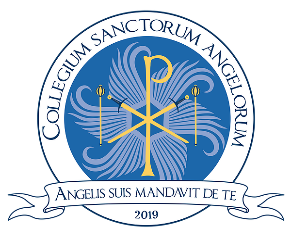 COLLEGIUM SANCTORUM ANGELORUM
ANGELIS SUIS MANDAVIT DE TE
2019